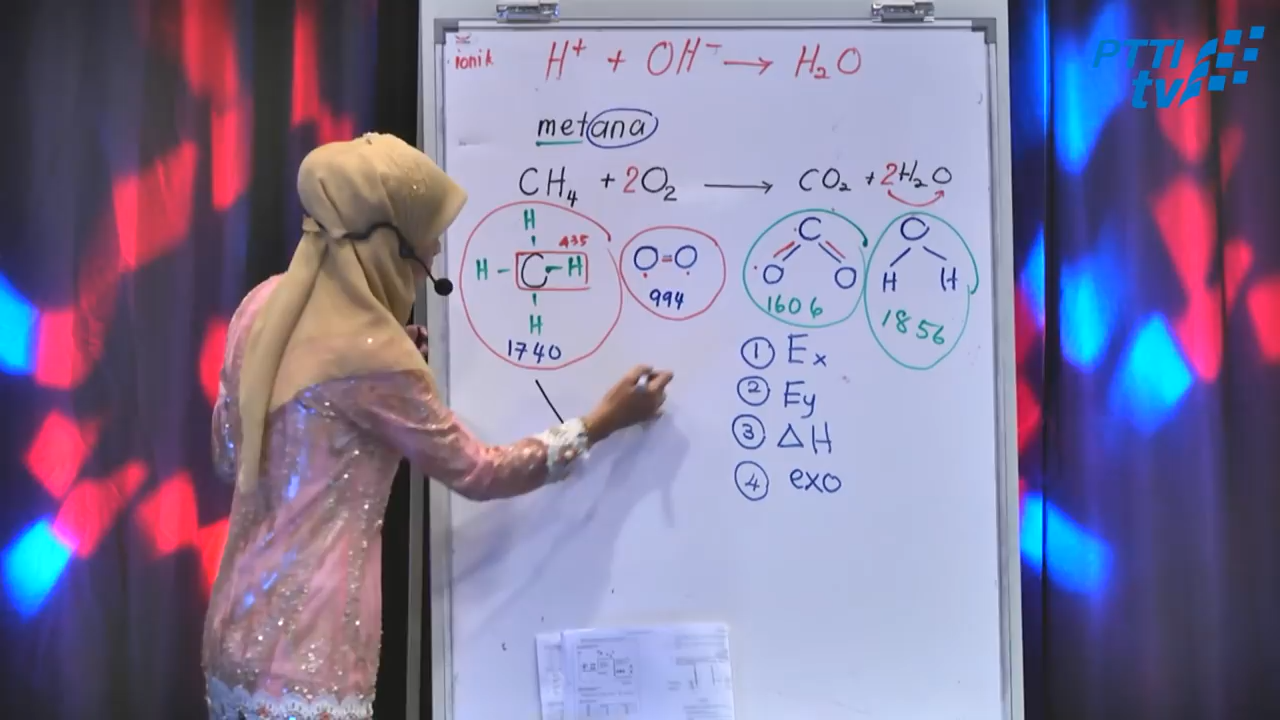 PTTI
tv
ionik H⁺ + OH⁻ → H₂O
metana
CH₄ + 2O₂ → CO₂ + 2H₂O
H
435
H - C - H
H
1740
O=O
994
C
O O
1606
O
H H
1856
① Ex
② Ey
③ ΔH
④ exo